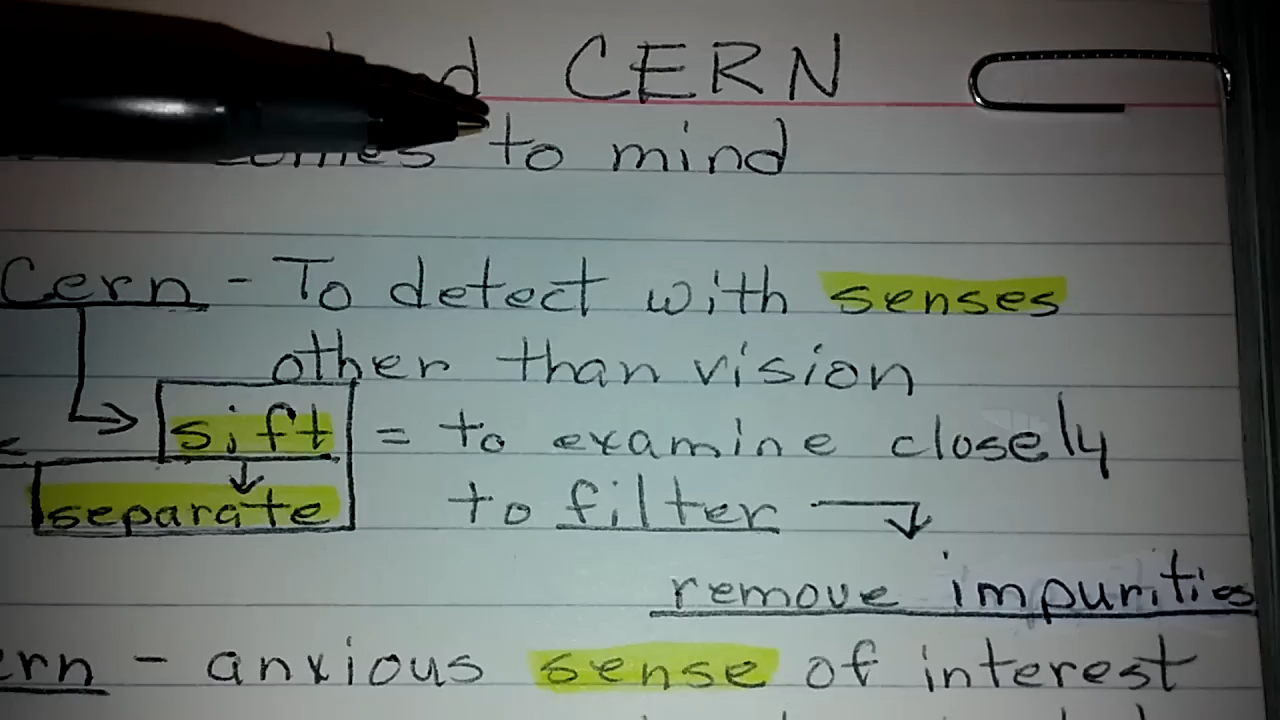 CERN
to mind
Cern - To detect with senses
other than vision
sift = to examine closely
separate to filter
remove impurities
ern - anxious sense of interest